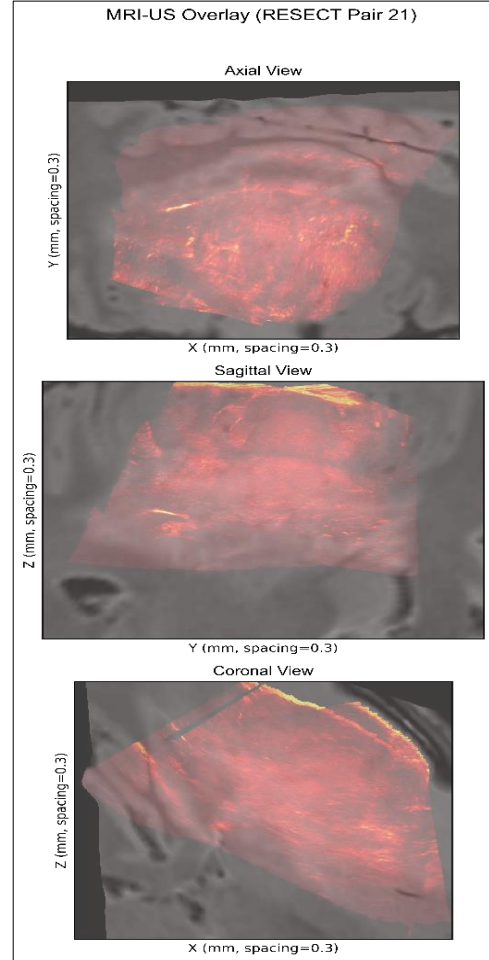 MRI-US Overlay (RESECT Pair 21)
Axial View
Y (mm, spacing=0.3)
X (mm, spacing=0.3)
Sagittal View
Z (mm, spacing=0.3)
Y (mm, spacing=0.3)
Coronal View
Z (mm, spacing=0.3)
X (mm, spacing=0.3)